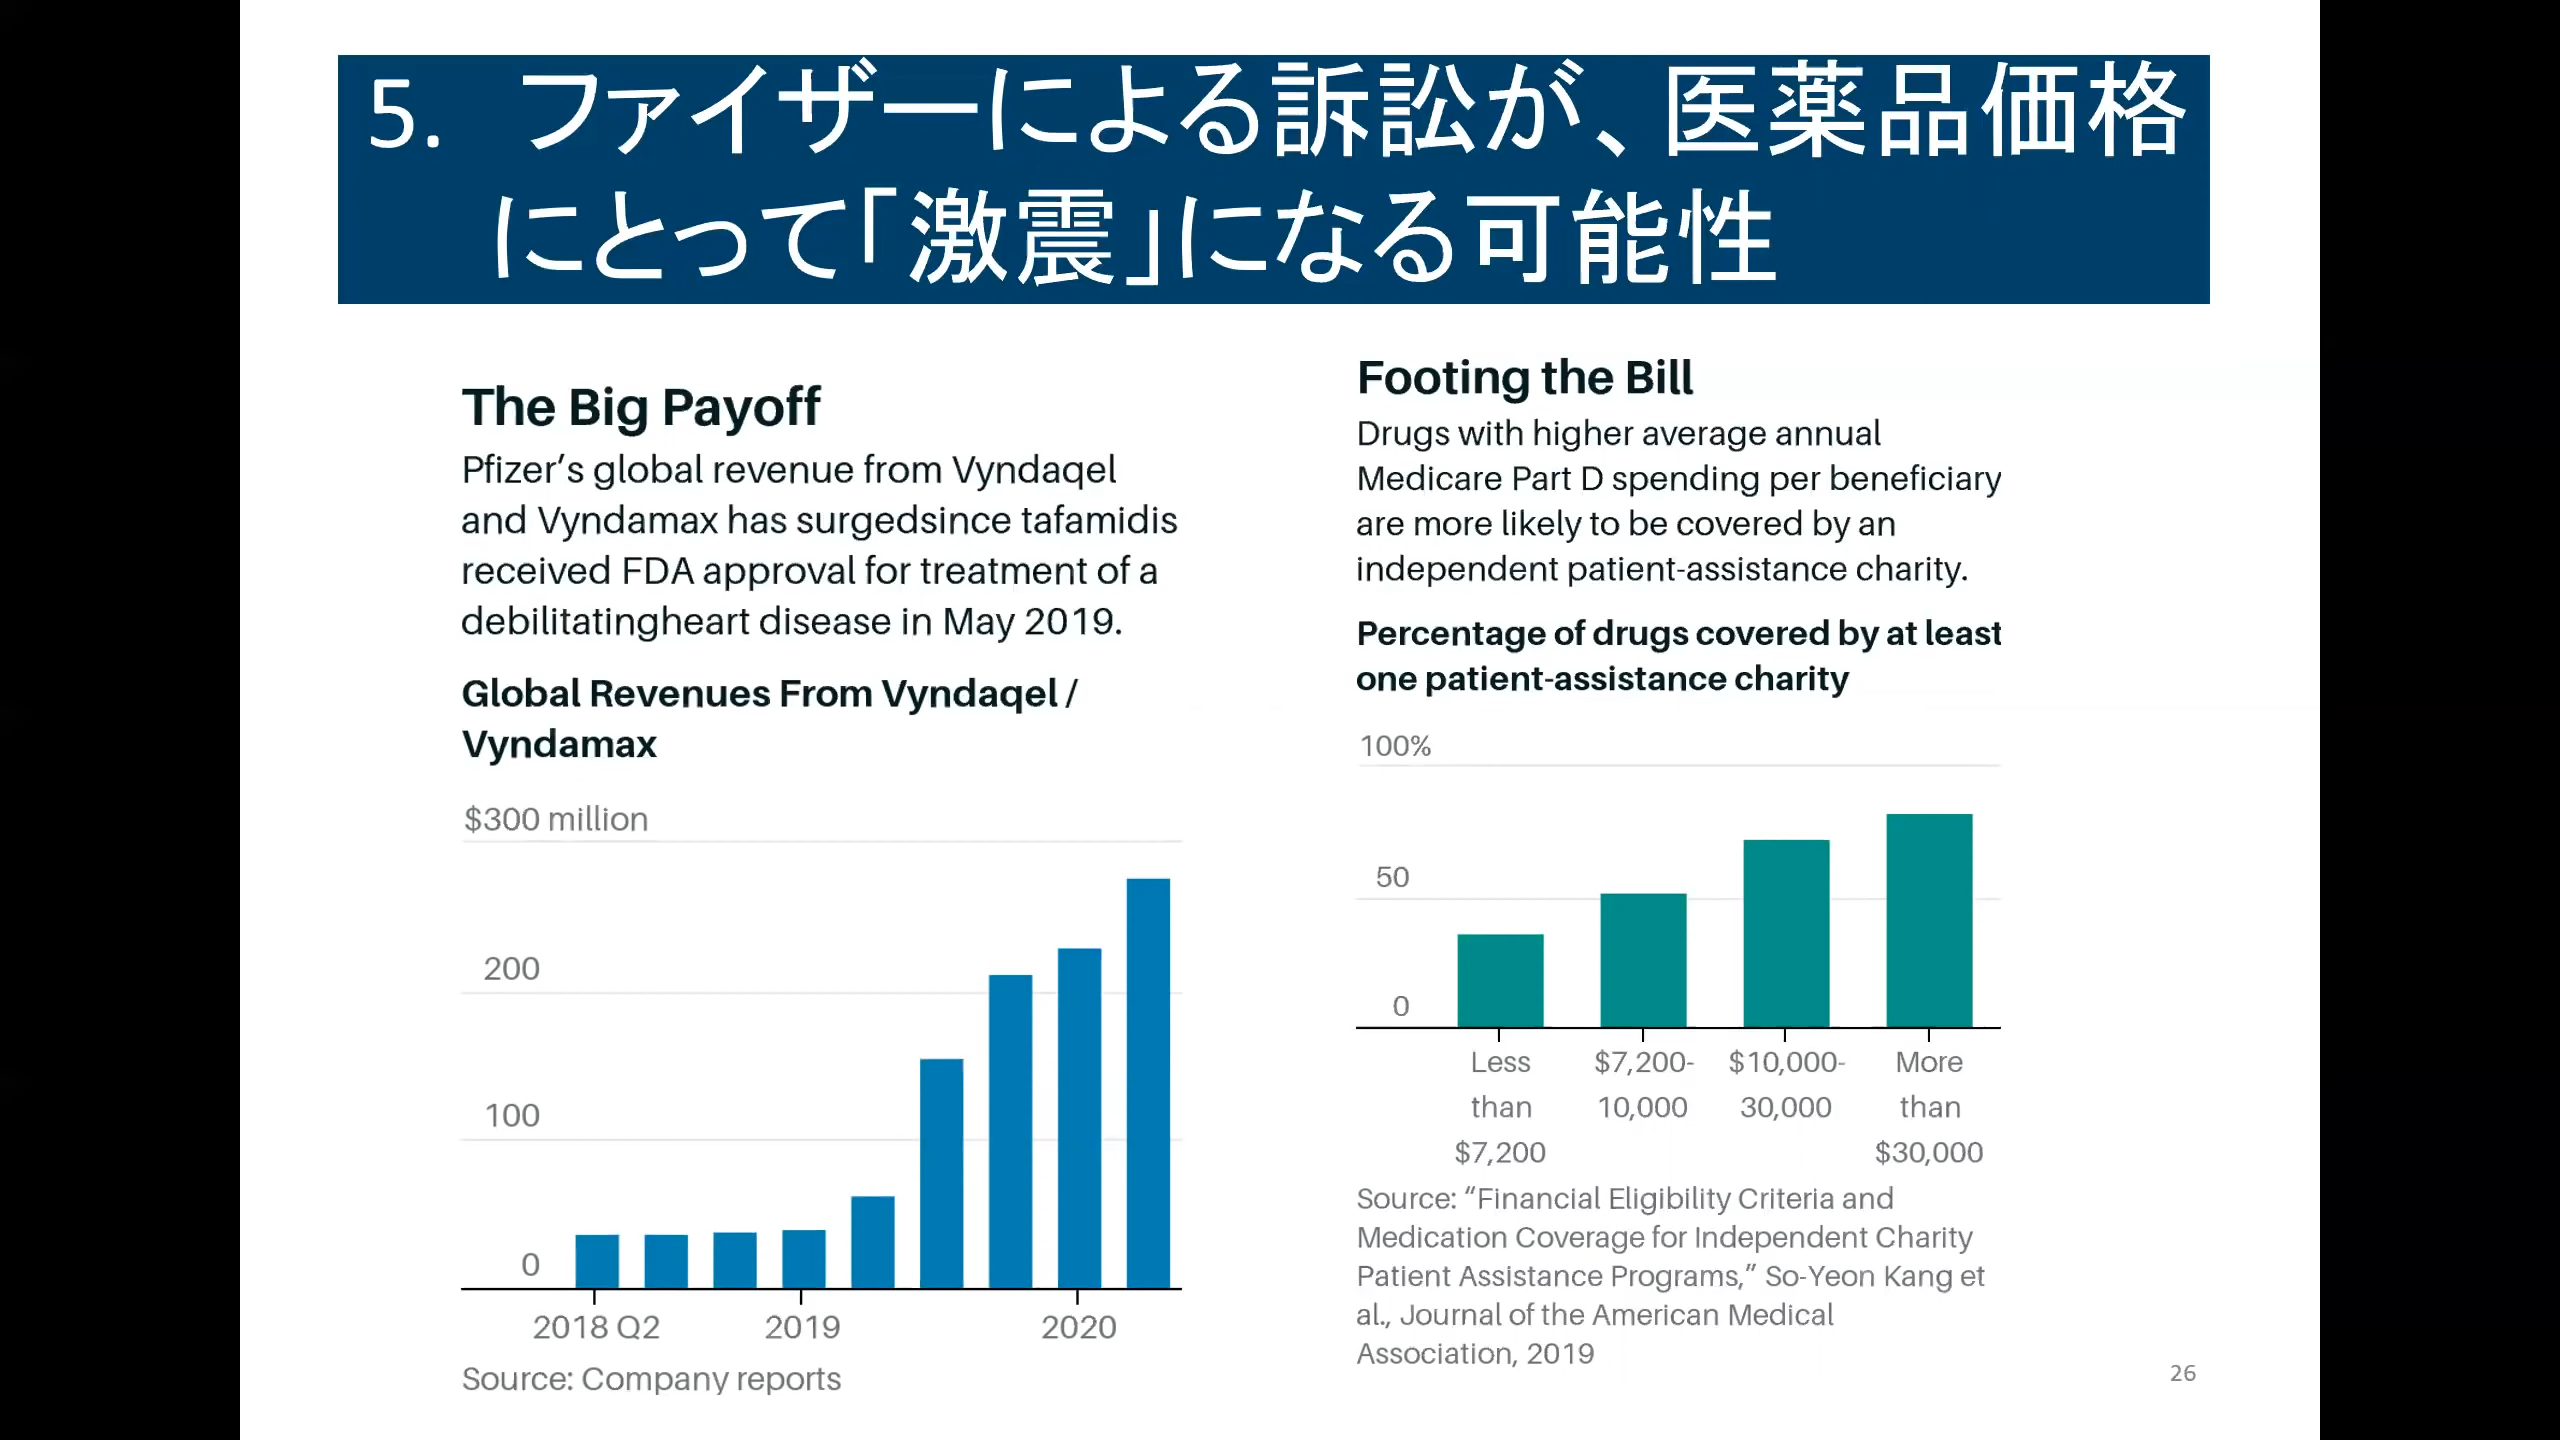 5. ファイザーによる訴訟が、医薬品価格
にとって「激震」になる可能性
The Big Payoff
Pfizer’s global revenue from Vyndaqel
and Vyndamax has surgedsince tafamidis
received FDA approval for treatment of a
debilitatingheart disease in May 2019.
Global Revenues From Vyndaqel /
Vyndamax
$300 million
200
100
0
2018 Q2 2019 2020
Source: Company reports
Footing the Bill
Drugs with higher average annual
Medicare Part D spending per beneficiary
are more likely to be covered by an
independent patient-assistance charity.
Percentage of drugs covered by at least
one patient-assistance charity
100%
50
0
Less $7,200- $10,000- More
than 10,000 30,000 than
$7,200 $30,000
Source: “Financial Eligibility Criteria and
Medication Coverage for Independent Charity
Patient Assistance Programs,” So-Yeon Kang et
al., Journal of the American Medical
Association, 2019
26